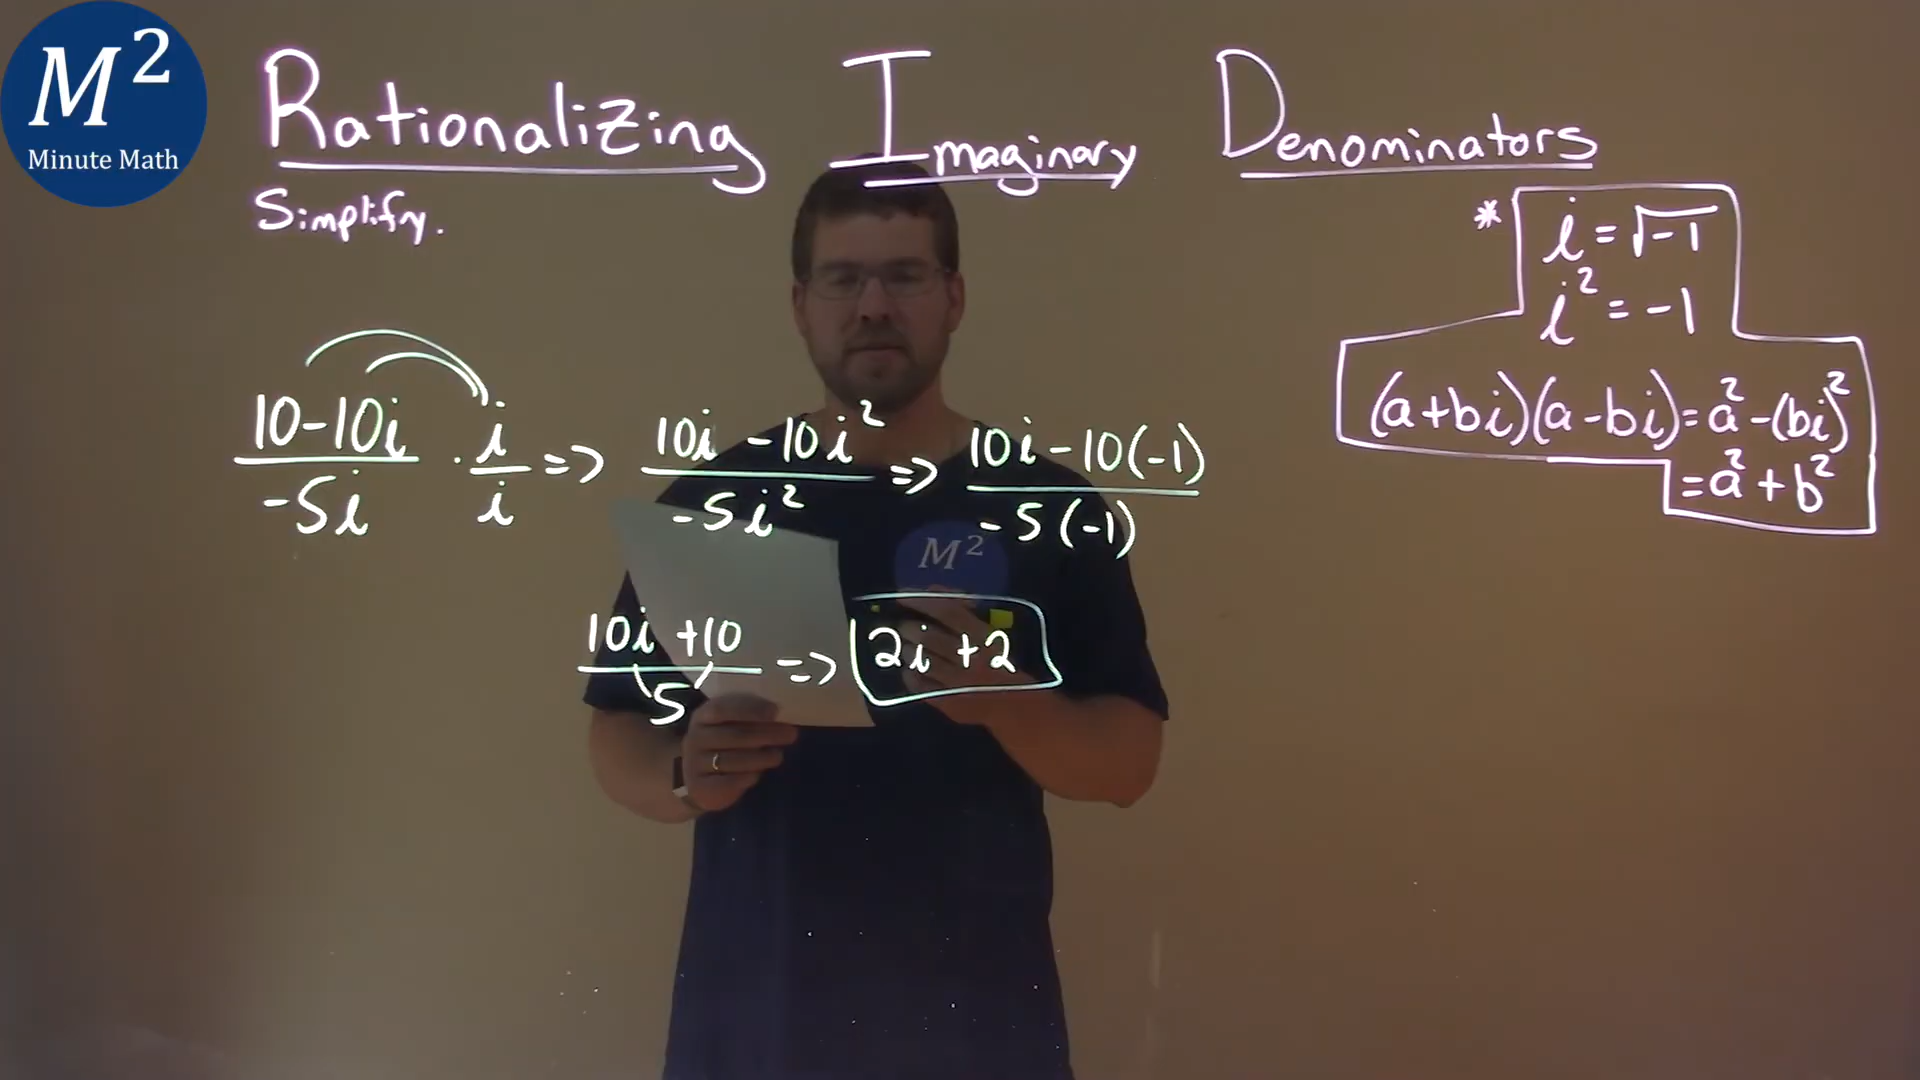 M²
Minute Math
Rationalizing Imaginary Denominators
Simplify.
* i = √-1
i² = -1
(a+bi)(a-bi) = a² - (bi)²
= a² + b²
10-10i / -5i · i / i => 10i - 10i² / -5i² => 10i - 10(-1) / -5(-1)
M²
10i + 10 / 5 => 2i + 2